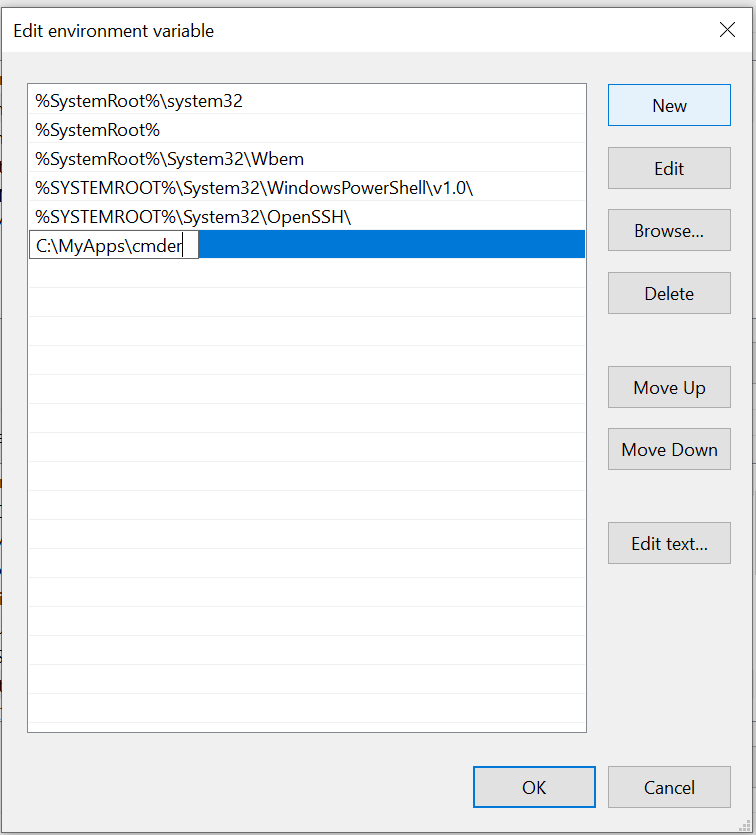 Edit environment variable
%SystemRoot%\system32
%SystemRoot%
%SystemRoot%\System32\Wbem
%SYSTEMROOT%\System32\WindowsPowerShell\v1.0\
%SYSTEMROOT%\System32\OpenSSH\
C:\MyApps\cmder
New
Edit
Browse...
Delete
Move Up
Move Down
Edit text...
OK
Cancel